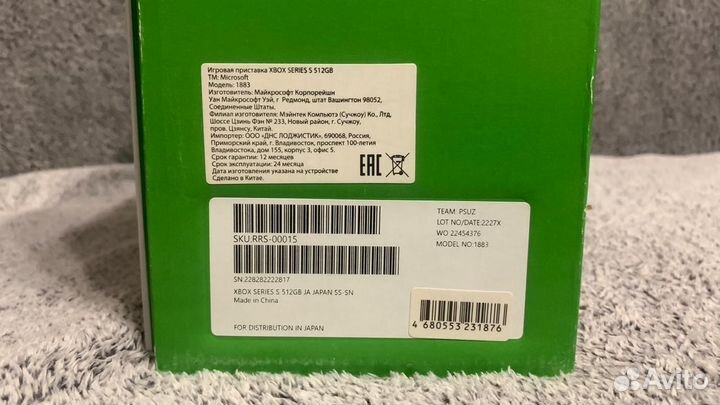 Игровая приставка XBOX SERIES S 512GB
TM: Microsoft
Модель: 1883
Изготовитель: Майкрософт Корпорейшн
Уан Майкрософт Уэй, г Редмонд, штат Вашингтон 98052,
Соединенные Штаты.
Филиал изготовителя: Мэйнтек Компьютэ (Сучжоу) Ко., Лтд,
Шоссе Цзинь Фэн № 233, Новый район, г. Сучжоу,
пров. Цзянсу, Китай.
Импортер: ООО «ДНС ЛОДЖИСТИК», 690068, Россия,
Приморский край, г. Владивосток, проспект 100-летия
Владивостока, дом 155, корпус 3, офис 5.
Срок гарантии: 12 месяцев
Срок эксплуатации: 24 месяца
Дата изготовления указана на устройстве
Сделано в Китае.
EAC
SKU:RRS-00015
SN:228282222817
XBOX SERIES S 512GB JA JAPAN SS-SN
Made in China
FOR DISTRIBUTION IN JAPAN
TEAM: PSUZ
LOT NO/DATE:2227X
WO 22454376
MODEL NO:1883
4 680553 231876
Avito